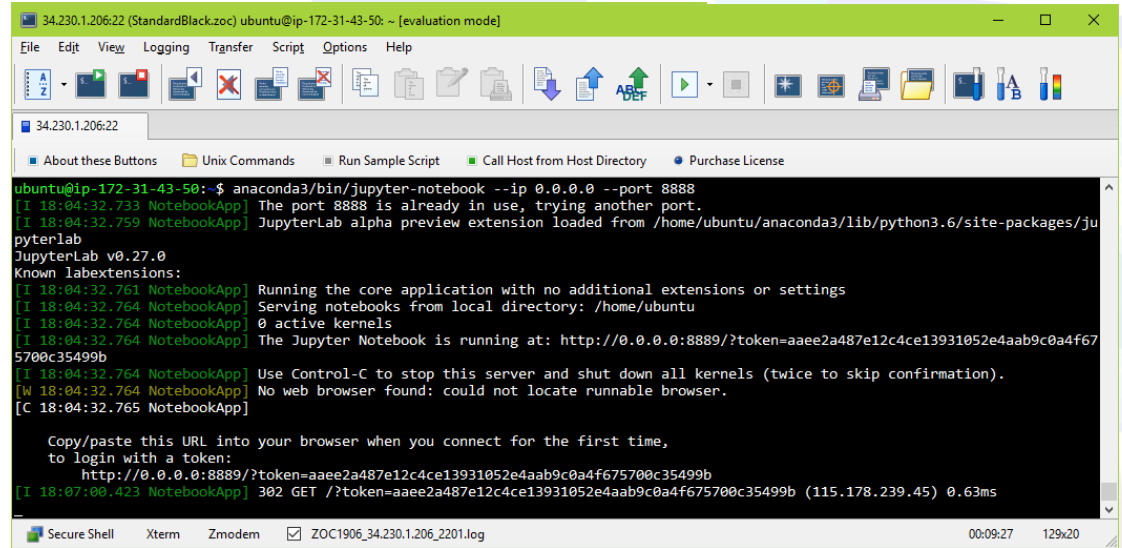 34.230.1.206:22 (StandardBlack.zoc) ubuntu@ip-172-31-43-50: ~ [evaluation mode]
File Edit View Logging Transfer Script Options Help
34.230.1.206:22
About these Buttons Unix Commands Run Sample Script Call Host from Host Directory Purchase License
ubuntu@ip-172-31-43-50:~$ anaconda3/bin/jupyter-notebook --ip 0.0.0.0 --port 8888
[I 18:04:32.733 NotebookApp] The port 8888 is already in use, trying another port.
[I 18:04:32.759 NotebookApp] JupyterLab alpha preview extension loaded from /home/ubuntu/anaconda3/lib/python3.6/site-packages/ju
pyterlab
JupyterLab v0.27.0
Known labextensions:
[I 18:04:32.761 NotebookApp] Running the core application with no additional extensions or settings
[I 18:04:32.764 NotebookApp] Serving notebooks from local directory: /home/ubuntu
[I 18:04:32.764 NotebookApp] 0 active kernels
[I 18:04:32.764 NotebookApp] The Jupyter Notebook is running at: http://0.0.0.0:8889/?token=aaee2a487e12c4ce13931052e4aab9c0a4f67
5700c35499b
[I 18:04:32.764 NotebookApp] Use Control-C to stop this server and shut down all kernels (twice to skip confirmation).
[W 18:04:32.764 NotebookApp] No web browser found: could not locate runnable browser.
[C 18:04:32.765 NotebookApp]
Copy/paste this URL into your browser when you connect for the first time,
to login with a token:
http://0.0.0.0:8889/?token=aaee2a487e12c4ce13931052e4aab9c0a4f675700c35499b
[I 18:07:00.423 NotebookApp] 302 GET /?token=aaee2a487e12c4ce13931052e4aab9c0a4f675700c35499b (115.178.239.45) 0.63ms
Secure Shell Xterm Zmodem ZOC1906_34.230.1.206_2201.log 00:09:27 129x20